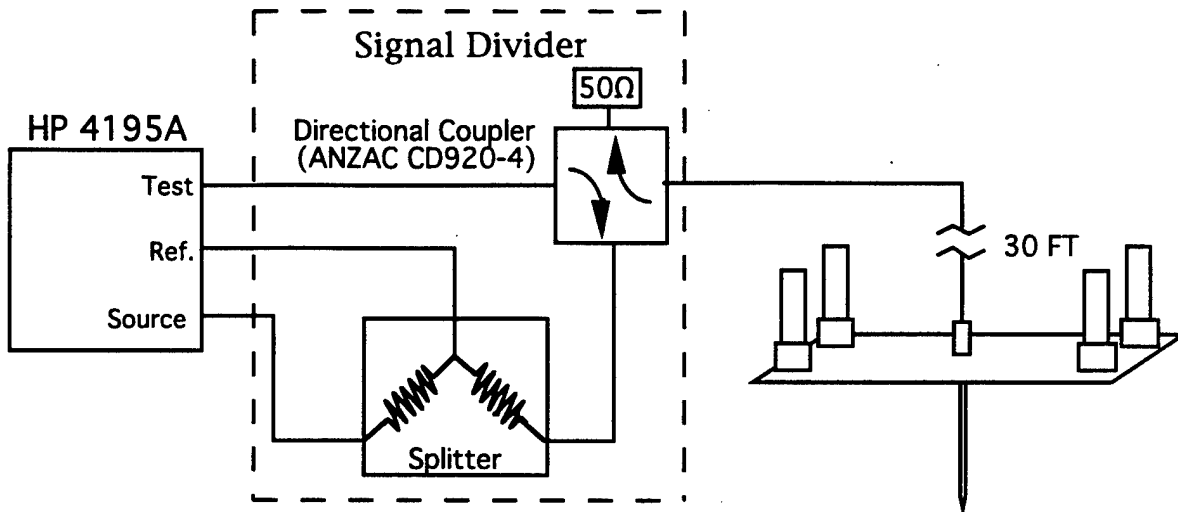 Signal Divider
50Ω
HP 4195A
Directional Coupler
(ANZAC CD920-4)
Test
Ref.
30 FT
Source
Splitter